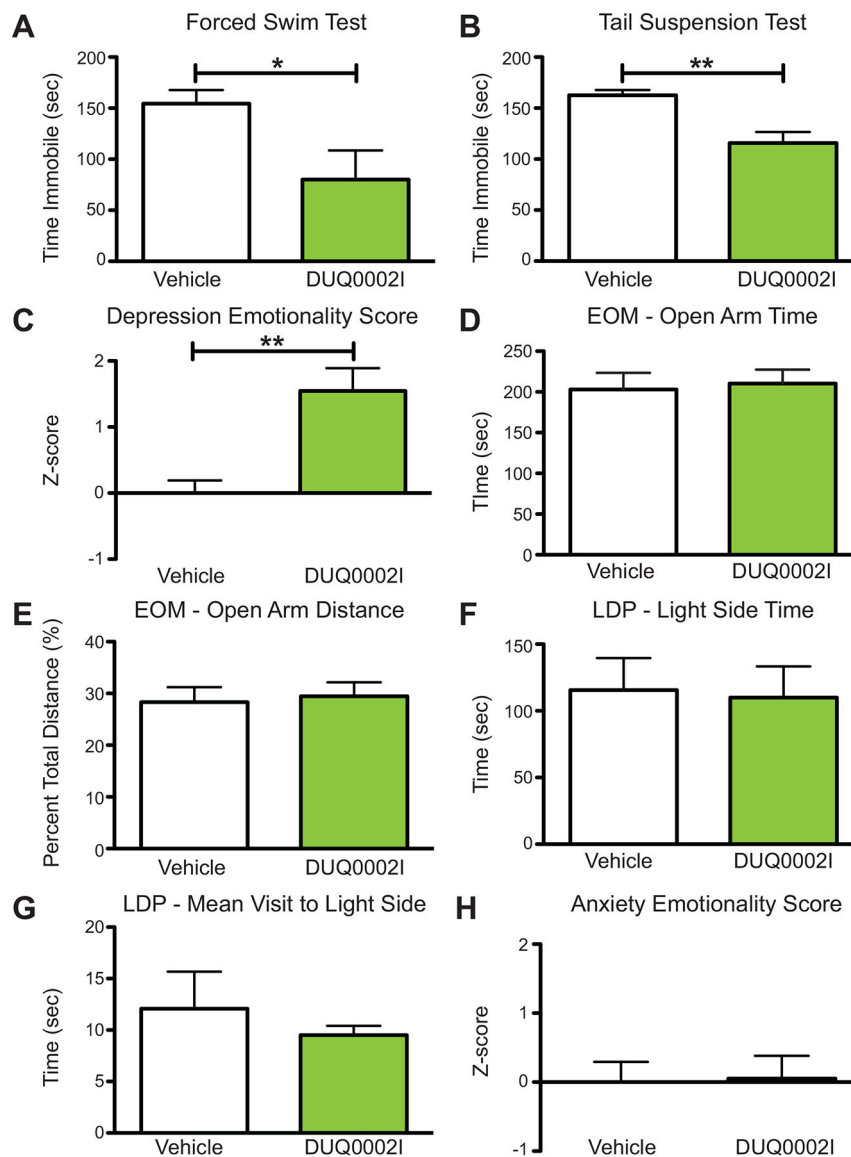 A
Forced Swim Test
Time Immobile (sec)
200
150
100
50
0
*
Vehicle
DUQ0002I
B
Tail Suspension Test
Time Immobile (sec)
200
150
100
50
0
**
Vehicle
DUQ0002I
C
Depression Emotionality Score
Z-score
2
1
0
-1
**
Vehicle
DUQ0002I
D
EOM - Open Arm Time
TIme (sec)
250
200
150
100
50
0
Vehicle
DUQ0002I
E
EOM - Open Arm Distance
Percent Total Distance (%)
40
30
20
10
0
Vehicle
DUQ0002I
F
LDP - Light Side Time
Time (sec)
150
100
50
0
Vehicle
DUQ0002I
G
LDP - Mean Visit to Light Side
Time (sec)
20
15
10
5
0
Vehicle
DUQ0002I
H
Anxiety Emotionality Score
Z-score
2
1
0
-1
Vehicle
DUQ0002I